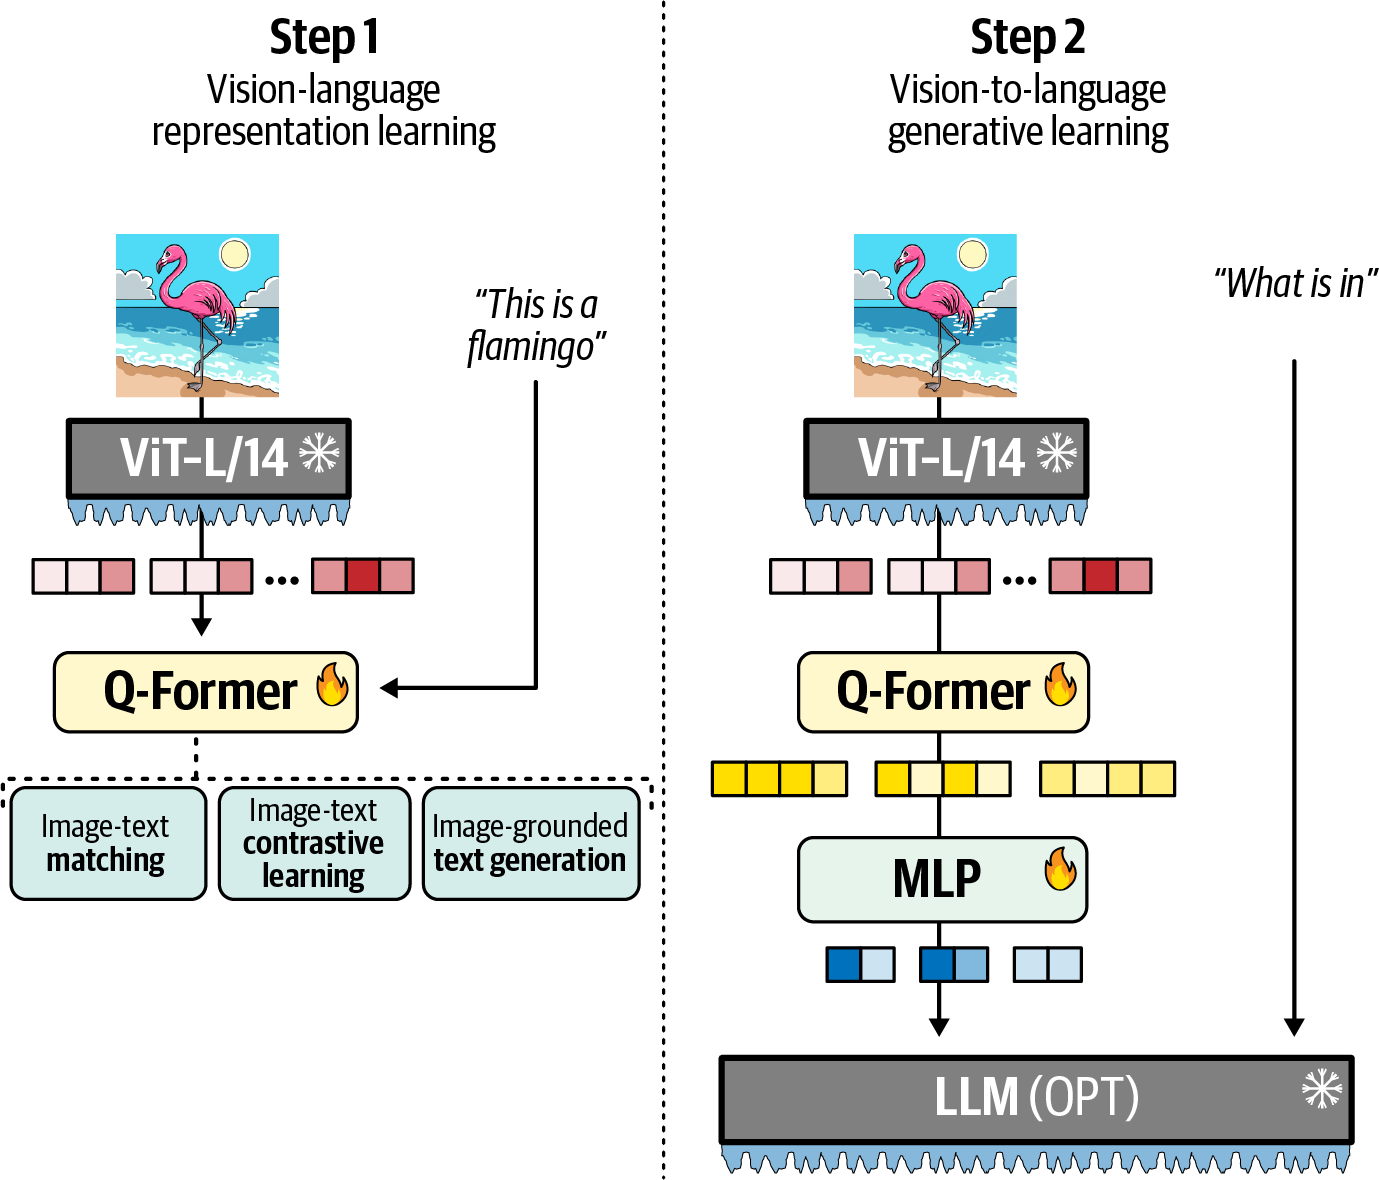 Step 1
Vision-language
representation learning
“This is a
flamingo”
ViT-L/14
Q-Former
Image-text
matching
Image-text
contrastive
learning
Image-grounded
text generation
Step 2
Vision-to-language
generative learning
“What is in”
ViT-L/14
Q-Former
MLP
LLM (OPT)